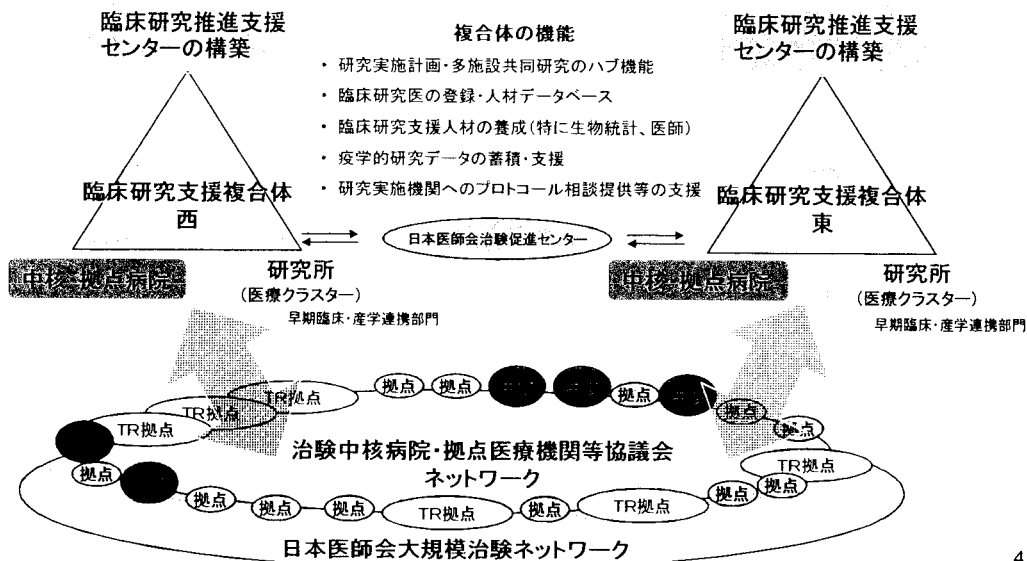 臨床研究推進支援
センターの構築
複合体の機能
・ 研究実施計画・多施設共同研究のハブ機能
・ 臨床研究医の登録・人材データベース
・ 臨床研究支援人材の養成(特に生物統計、医師)
・ 疫学的研究データの蓄積・支援
・ 研究実施機関へのプロトコール相談提供等の支援
臨床研究推進支援
センターの構築
臨床研究支援複合体
西
日本医師会治験促進センター
臨床研究支援複合体
東
中核・拠点病院
研究所
(医療クラスター)
早期臨床・産学連携部門
中核・拠点病院
研究所
(医療クラスター)
早期臨床・産学連携部門
拠点
拠点
拠点
拠点
拠点
TR拠点
TR拠点
TR拠点
TR拠点
治験中核病院・拠点医療機関等協議会
ネットワーク
拠点
拠点
拠点
拠点
TR拠点
拠点
TR拠点
拠点
拠点
日本医師会大規模治験ネットワーク
4